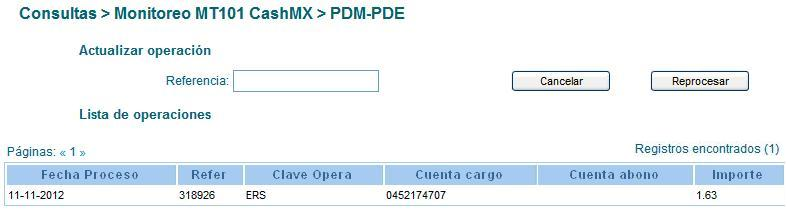 Consultas > Monitoreo MT101 CashMX > PDM-PDE
Actualizar operación
Referencia: Cancelar Reprocesar
Lista de operaciones
Páginas: « 1 » Registros encontrados (1)
Fecha Proceso Refer Clave Opera Cuenta cargo Cuenta abono Importe
11-11-2012 318926 ERS 0452174707 1.63